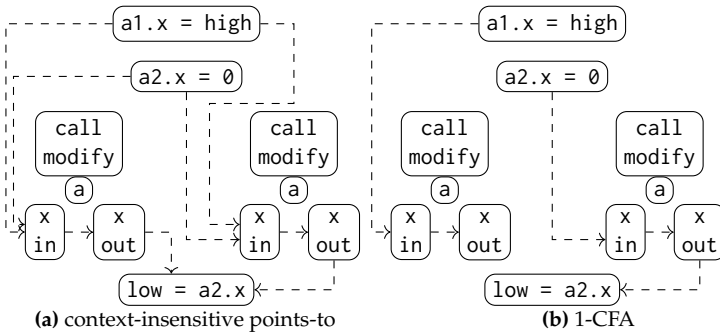 a1.x = high
a2.x = 0
call
modify
a
x
in
x
out
call
modify
a
x
in
x
out
low = a2.x
(a) context-insensitive points-to
a1.x = high
a2.x = 0
call
modify
a
x
in
x
out
call
modify
a
x
in
x
out
low = a2.x
(b) 1-CFA